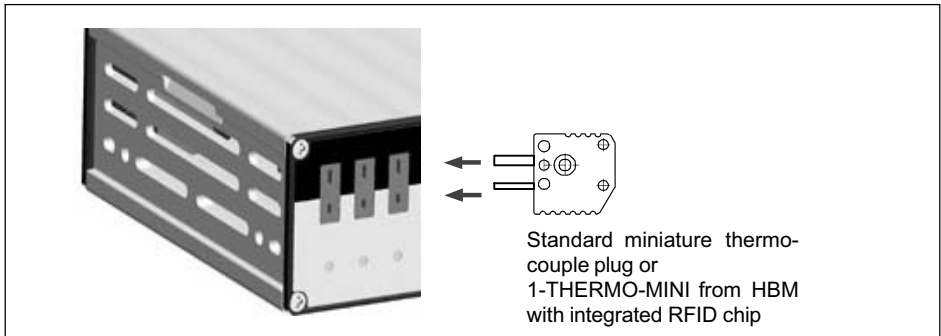 Standard miniature thermo-
couple plug or
1-THERMO-MINI from HBM
with integrated RFID chip